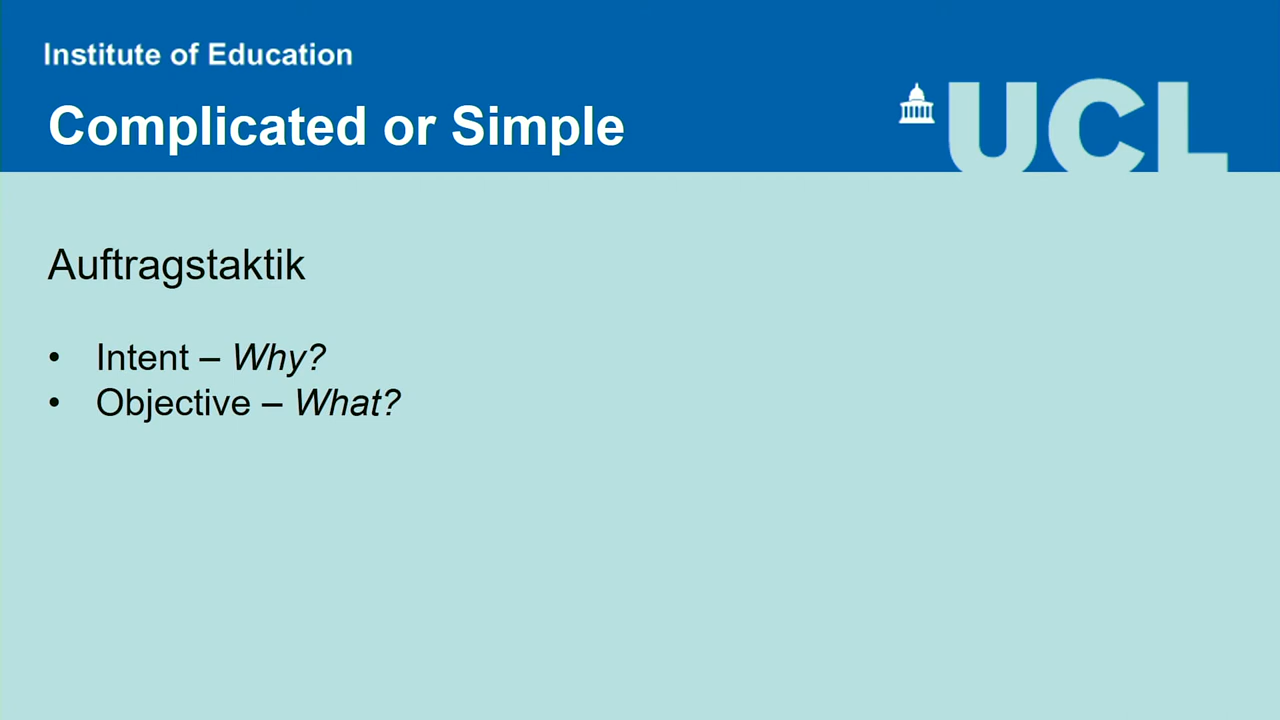 Institute of Education
Complicated or Simple
UCL
Auftragstaktik
• Intent – Why?
• Objective – What?